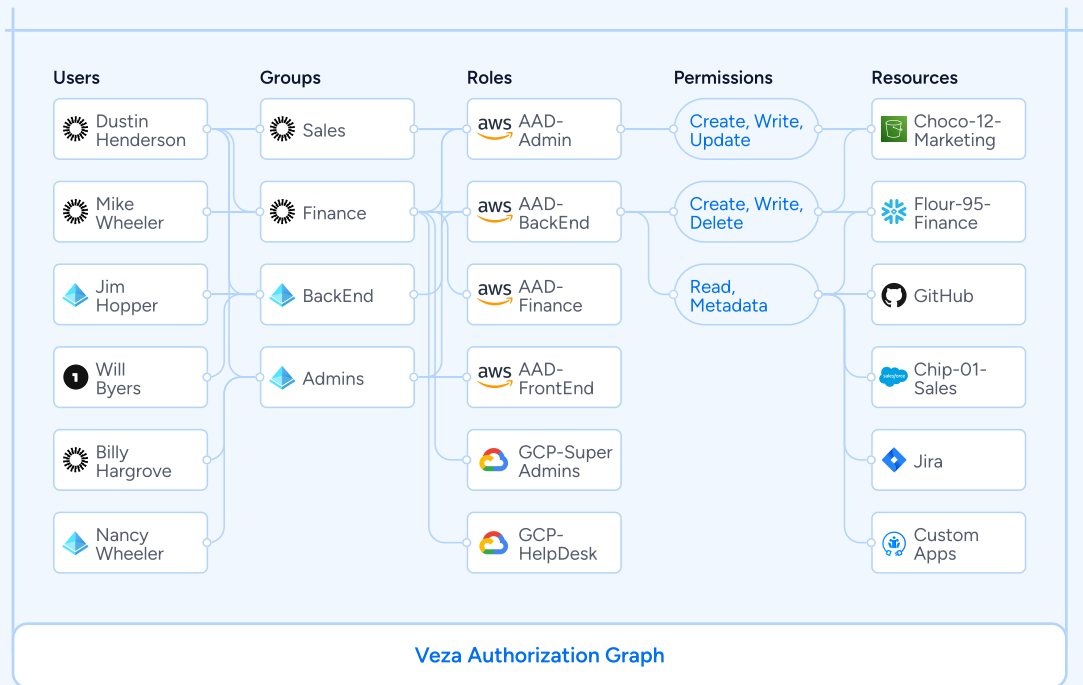 Users
Groups
Roles
Permissions
Resources
Dustin
Henderson
Mike
Wheeler
Jim
Hopper
1
Will
Byers
Billy
Hargrove
Nancy
Wheeler
Sales
Finance
BackEnd
Admins
aws
AAD-
Admin
aws
AAD-
BackEnd
aws
AAD-
Finance
aws
AAD-
FrontEnd
GCP-Super
Admins
GCP-
HelpDesk
Create, Write,
Update
Create, Write,
Delete
Read,
Metadata
Choco-12-
Marketing
Flour-95-
Finance
GitHub
salesforce
Chip-01-
Sales
Jira
Custom
Apps
Veza Authorization Graph